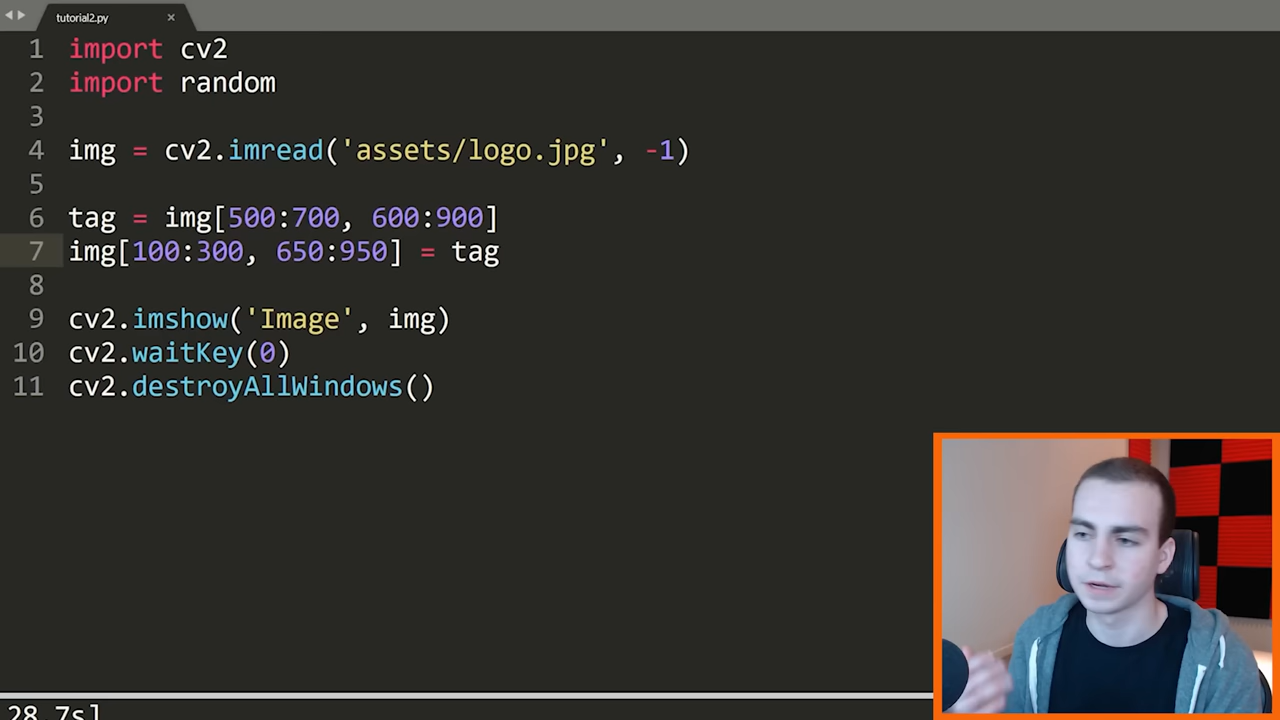 tutorial2.py
1 import cv2
2 import random
3
4 img = cv2.imread('assets/logo.jpg', -1)
5
6 tag = img[500:700, 600:900]
7 img[100:300, 650:950] = tag
8
9 cv2.imshow('Image', img)
10 cv2.waitKey(0)
11 cv2.destroyAllWindows()
28.7s]